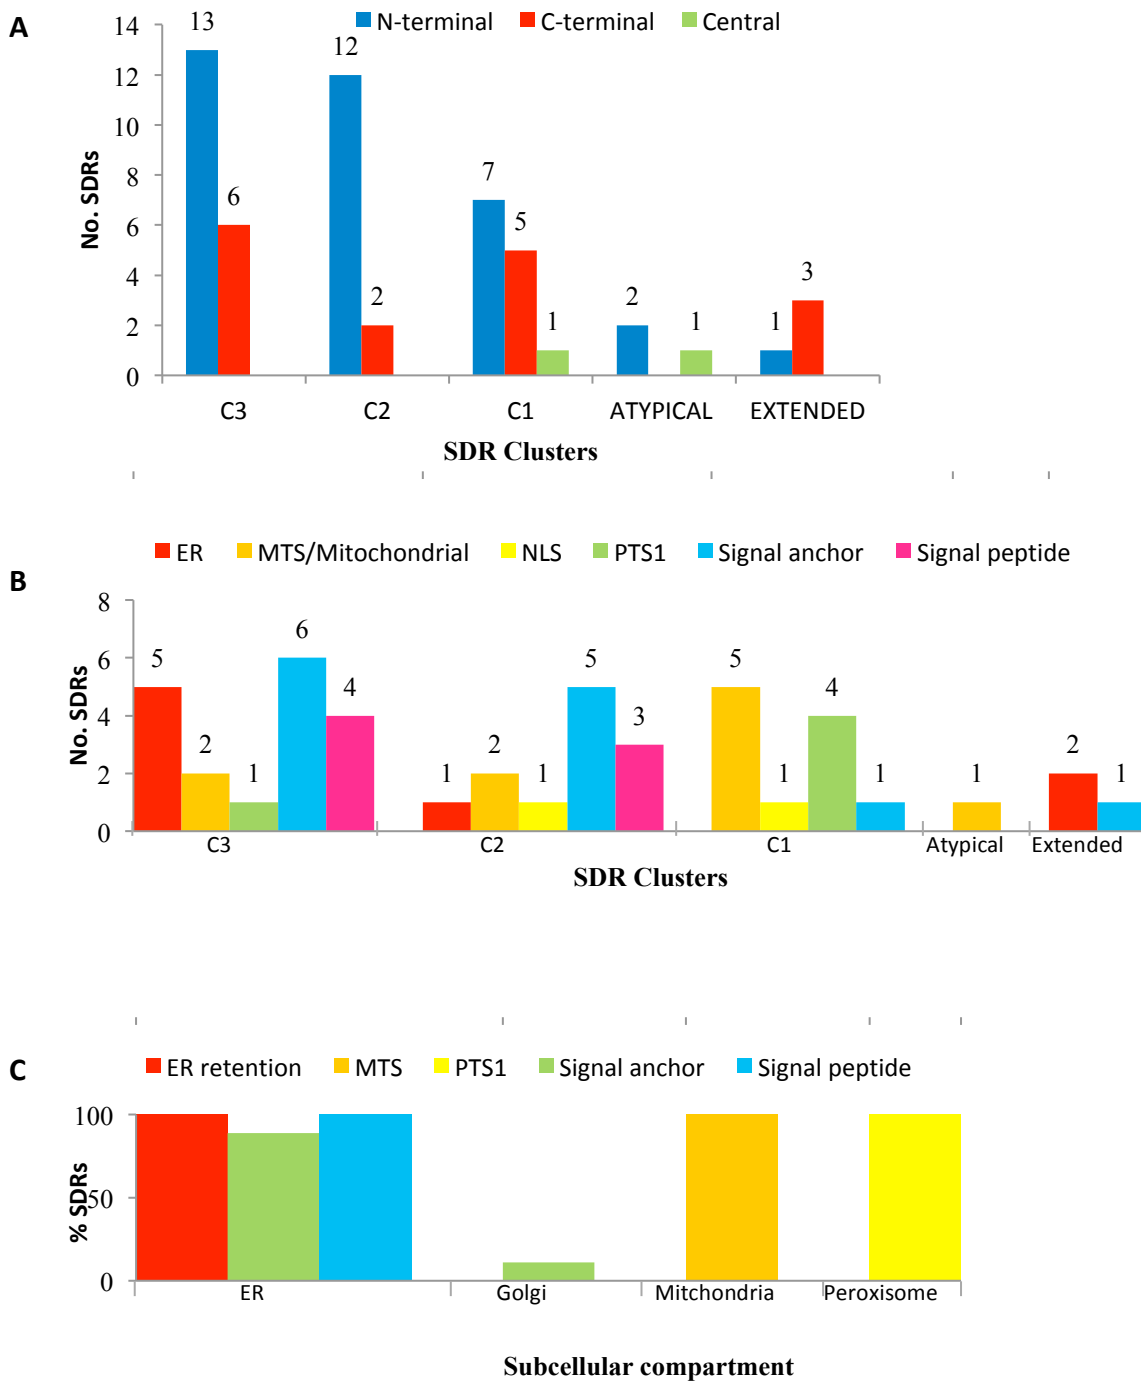 A
N-terminal C-terminal Central
No. SDRs
14
12
10
8
6
4
2
0
13 6 12 2 7 5 1 2 1 1 3
C3 C2 C1 ATYPICAL EXTENDED
SDR Clusters
ER MTS/Mitochondrial NLS PTS1 Signal anchor Signal peptide
B
No. SDRs
8
6
4
2
0
5 2 1 6 4 1 2 1 5 3 5 1 4 1 1 2 1
C3 C2 C1 Atypical Extended
SDR Clusters
C
ER retention MTS PTS1 Signal anchor Signal peptide
% SDRs
100
50
0
ER Golgi Mitchondria Peroxisome
Subcellular compartment